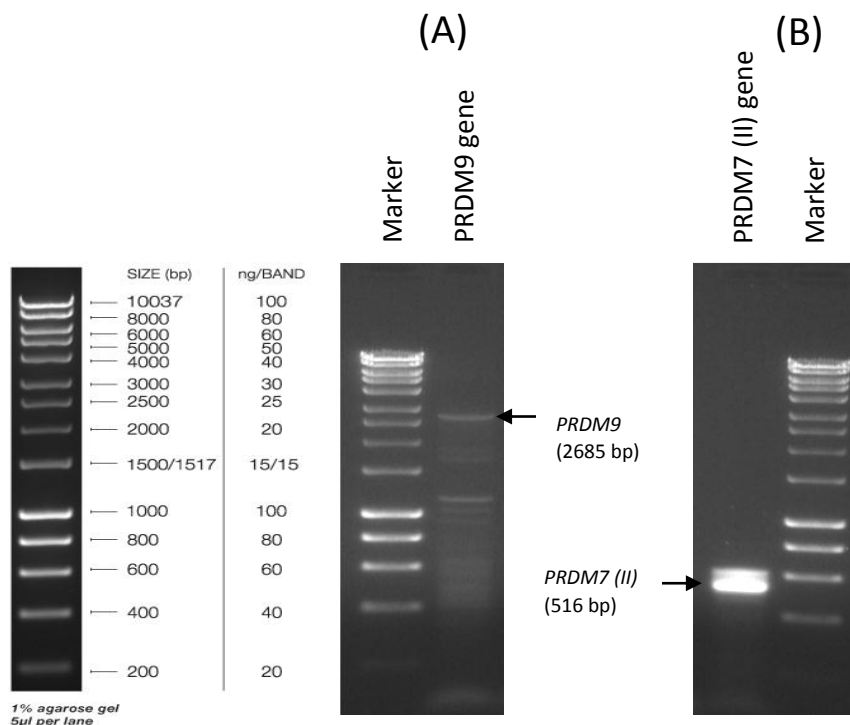 (A)
(B)
Marker
PRDM9 gene
PRDM7 (II) gene
Marker
SIZE (bp) ng/BAND
10037 100
8000 80
6000 60
5000 50
4000 40
3000 30
2500 25
2000 20
1500/1517 15/15
1000 100
800 80
600 60
400 40
200 20
1% agarose gel
5µl per lane
PRDM9
(2685 bp)
PRDM7 (II)
(516 bp)